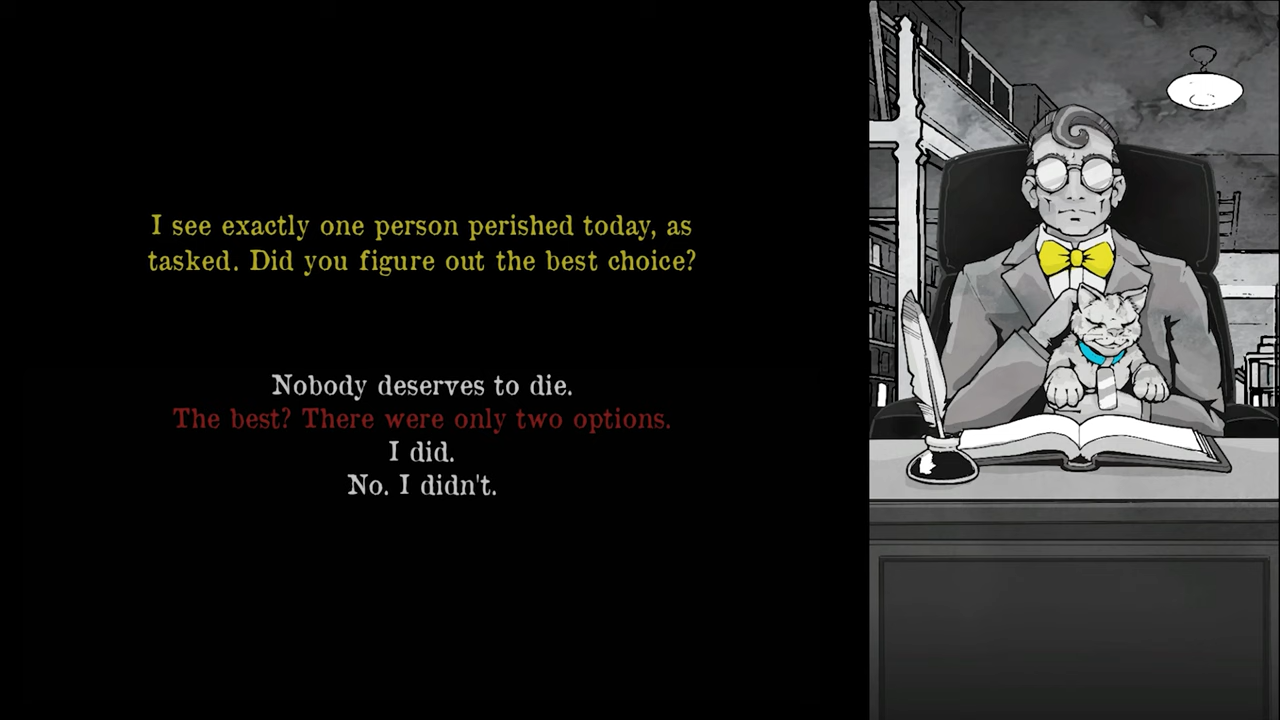 I see exactly one person perished today, as
tasked. Did you figure out the best choice?
Nobody deserves to die.
The best? There were only two options.
I did.
No. I didn't.